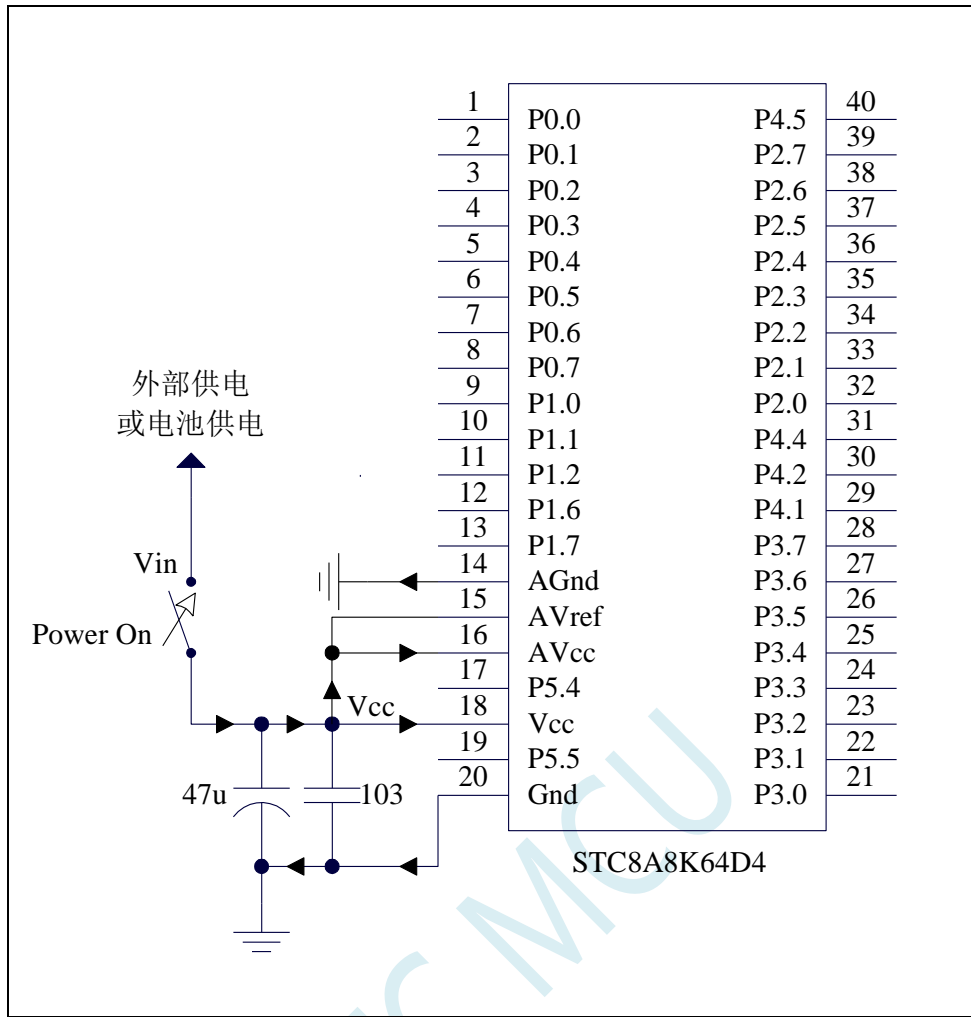 1 P0.0 P4.5 40
2 P0.1 P2.7 39
3 P0.2 P2.6 38
4 P0.3 P2.5 37
5 P0.4 P2.4 36
6 P0.5 P2.3 35
7 P0.6 P2.2 34
8 P0.7 P2.1 33
外部供电
9 P1.0 P2.0 32
或电池供电
10 P1.1 P4.4 31
11 P1.2 P4.2 30
12 P1.6 P4.1 29
13 P1.7 P3.7 28
Vin
14 AGnd P3.6 27
15 AVref P3.5 26
Power On
16 AVcc P3.4 25
17 P5.4 P3.3 24
Vcc
18 Vcc P3.2 23
19 P5.5 P3.1 22
47u 103
20 Gnd P3.0 21
STC8A8K64D4
MCU